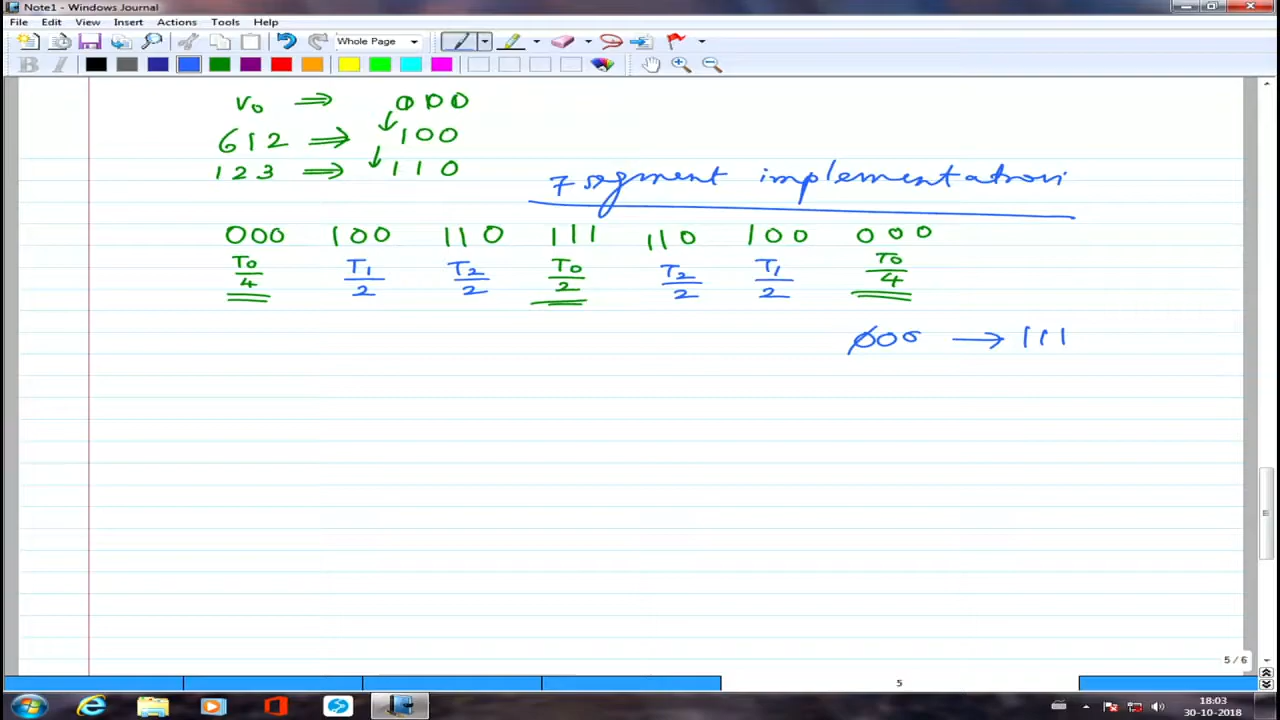 Note1 - Windows Journal
File Edit View Insert Actions Tools Help
Whole Page
V0 ⇒ 000
612 ⇒ 100
123 ⇒ 110
7 segment implementation
000 100 110 111 110 100 000
T0/4 T1/2 T2/2 T0/2 T2/2 T1/2 T0/4
000 → 111
5 / 6
5
18:03
30-10-2018